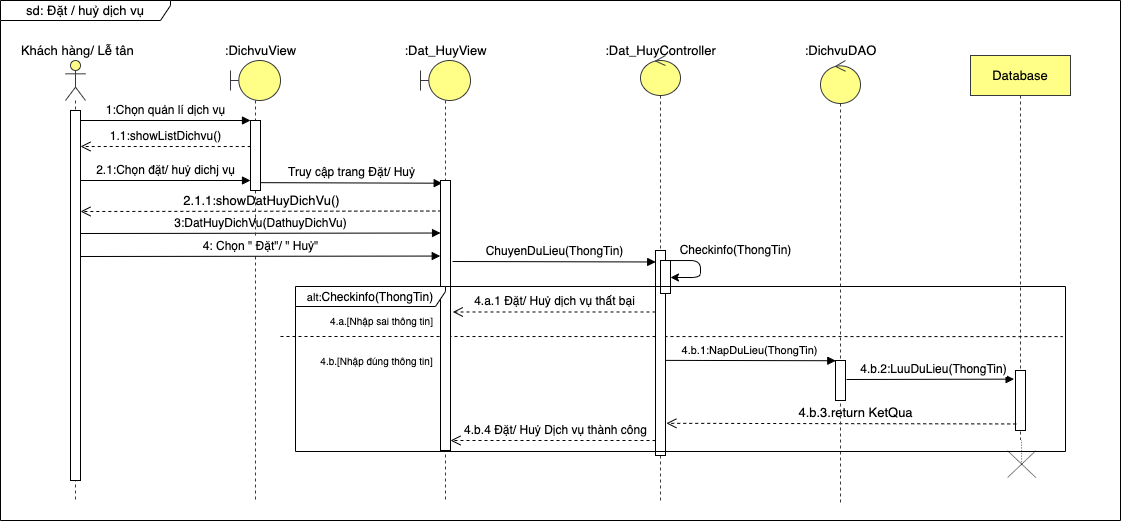 sd: Đặt / huỷ dịch vụ
Khách hàng/ Lễ tân
:DichvuView
:Dat_HuyView
:Dat_HuyController
:DichvuDAO
Database
1:Chọn quán lí dịch vụ
1.1:showListDichvu()
2.1:Chọn đặt/ huỷ dichj vụ
Truy cập trang Đặt/ Huỷ
2.1.1:showDatHuyDichVu()
3:DatHuyDichVu(DathuyDichVu)
4: Chọn " Đặt"/ " Huỷ"
ChuyenDuLieu(ThongTin)
Checkinfo(ThongTin)
alt:Checkinfo(ThongTin)
4.a.1 Đặt/ Huỷ dịch vụ thất bại
4.a.[Nhập sai thông tin]
4.b.[Nhập đúng thông tin]
4.b.1:NapDuLieu(ThongTin)
4.b.2:LuuDuLieu(ThongTin)
4.b.3.return KetQua
4.b.4 Đặt/ Huỷ Dịch vụ thành công